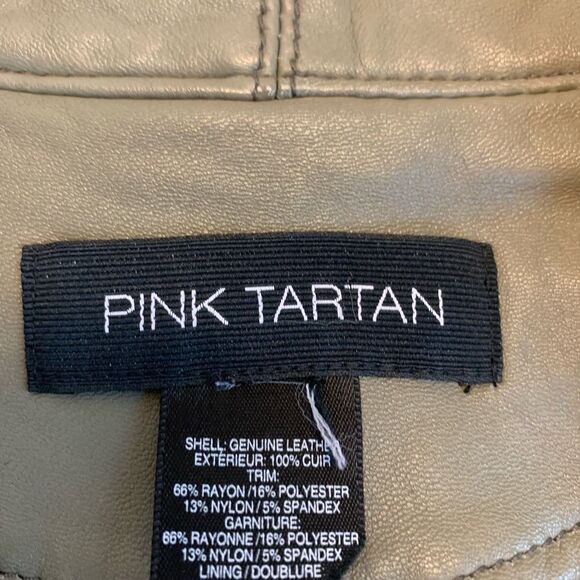 PINK TARTAN
SHELL: GENUINE LEATHER
EXTÉRIEUR: 100% CUIR
TRIM:
66% RAYON/16% POLYESTER
13% NYLON/5% SPANDEX
GARNITURE:
66% RAYONNE/16% POLYESTER
13% NYLON/5% SPANDEX
LINING/DOUBLURE